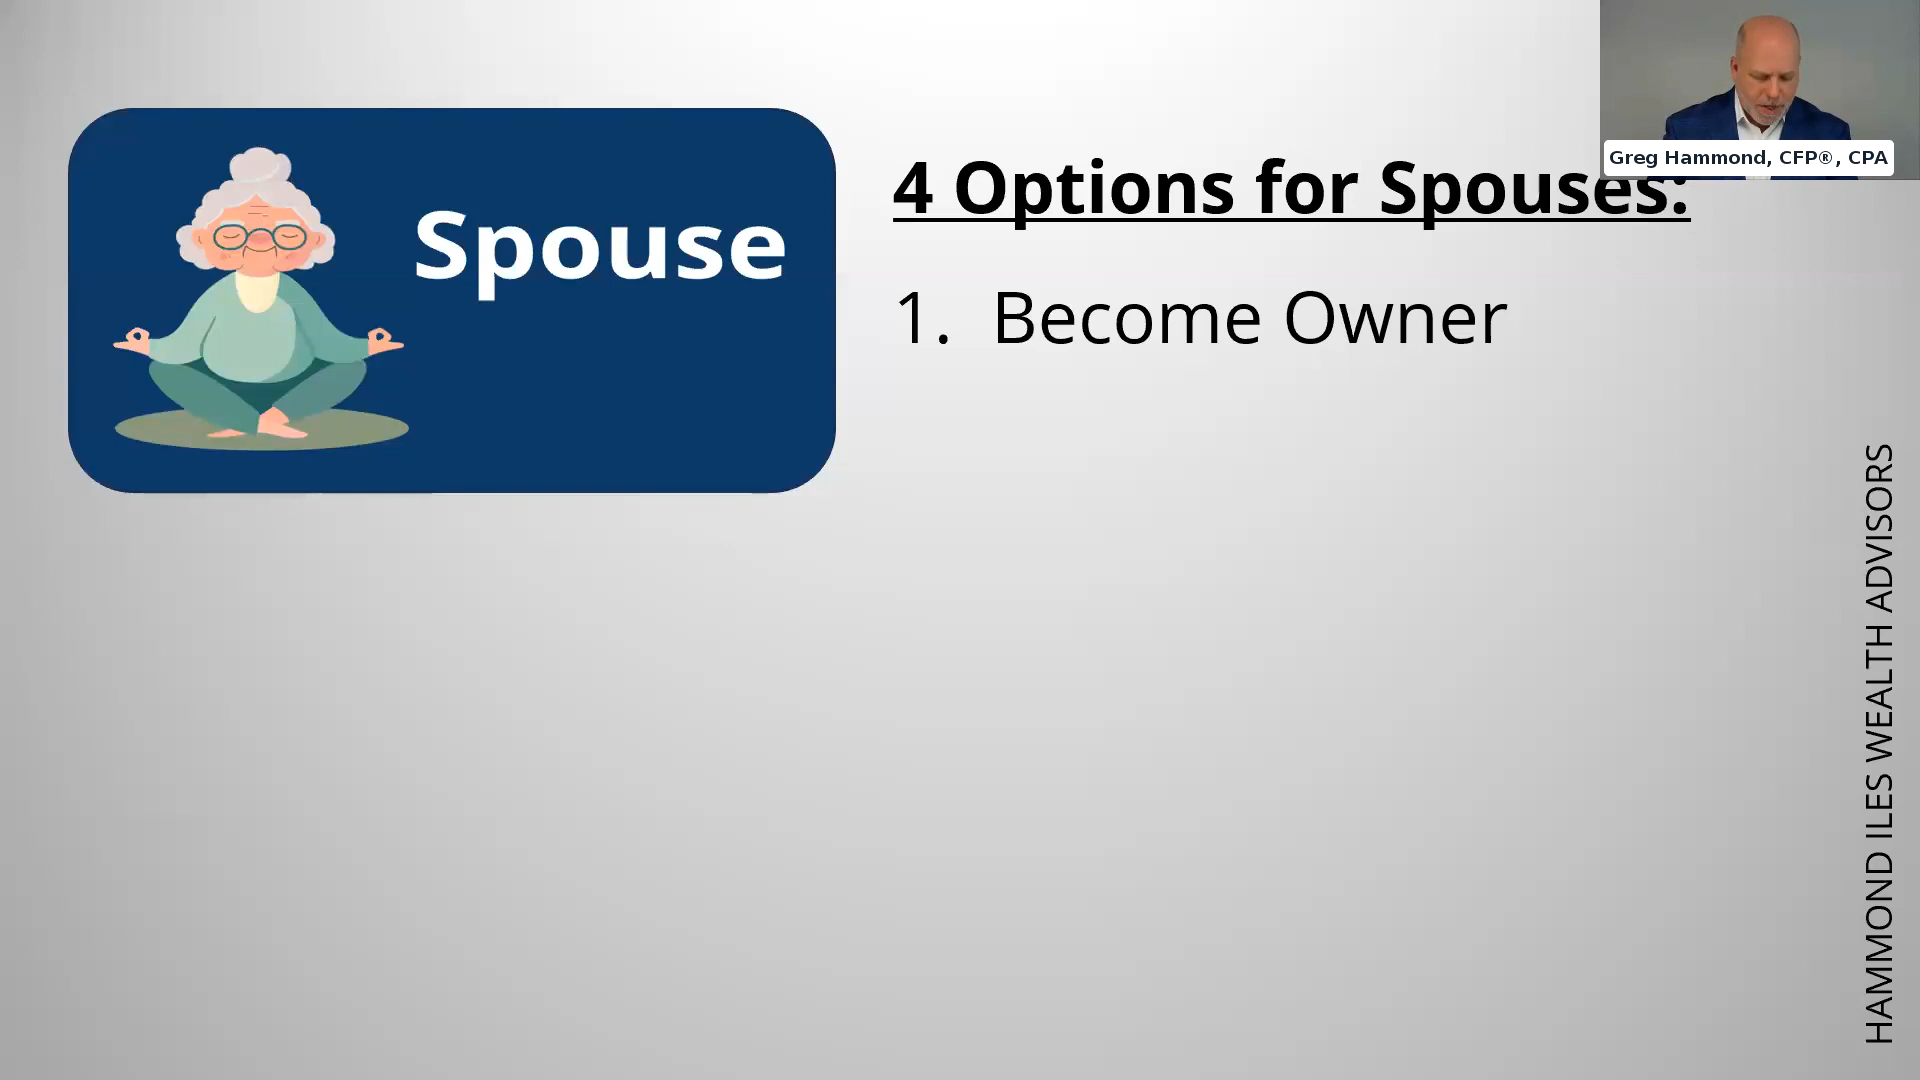 Greg Hammond, CFP®, CPA
Spouse
4 Options for Spouses:
1. Become Owner
HAMMOND ILES WEALTH ADVISORS